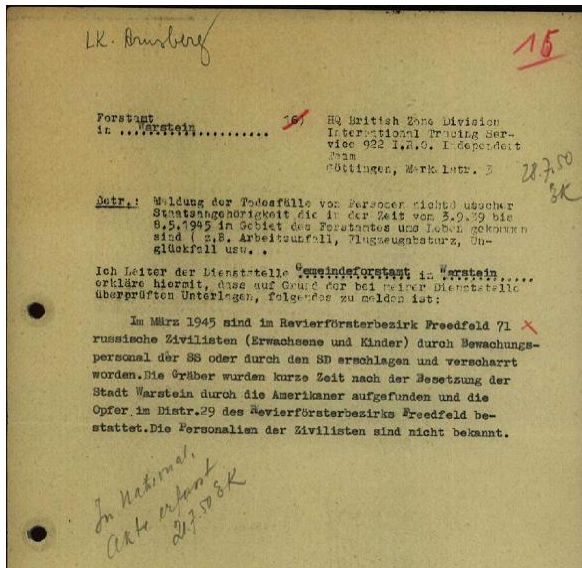 LK. Arnsberg
15
Forstamt
in ..Warstein..................
16)
HQ British Zone Division
International Tracing Ser-
vice 922 I.R.O. Independent
Team
Göttingen, Merkelstr. 3
28.7.50
SK
Betr.: Meldung der Todesfälle von Personen nichtdeutscher
Staatsangehörigkeit die in der Zeit vom 3.9.39 bis
8.5.1945 im Gebiet des Forstamtes ums Leben gekommen
sind ( z.B. Arbeitsunfall, Flugzeugabsturz, Un-
glückfall usw. .
Ich Leiter der Dienststelle Gemeindeforstamt in Warstein
erkläre hiermit, dass auf Grund der bei meiner Dienststelle
überprüften Unterlagen, folgendes zu melden ist:
Im März 1945 sind im Revierförsterbezirk Freedfeld 71
russische Zivilisten (Erwachsene und Kinder) durch Bewachungs-
personal der SS oder durch den SD erschlagen und verscharrt
worden.Die Gräber wurden kurze Zeit nach der Besetzung der
Stadt Warstein durch die Amerikaner aufgefunden und die
Opfer im Distr.29 des Revierförsterbezirks Freedfeld be-
stattet.Die Personalien der Zivilisten sind nicht bekannt.
In National.
Akte erfasst
21.7.50 SK